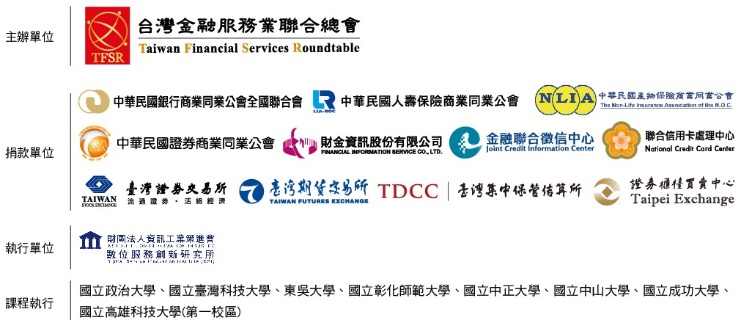 主辦單位
TFSR
台灣金融服務業聯合總會
Taiwan Financial Services Roundtable
捐款單位
中華民國銀行商業同業公會全國聯合會
LIA-ROC
中華民國人壽保險商業同業公會
NLIA
中華民國產物保險商業同業公會
The Non-Life Insurance Association of the R.O.C.
中華民國證券商業同業公會
財金資訊股份有限公司
FINANCIAL INFORMATION SERVICE CO., LTD.
金融聯合徵信中心
Joint Credit Information Center
聯合信用卡處理中心
National Credit Card Center
TAIWAN
STOCK EXCHANGE
臺灣證券交易所
流通證券・活絡經濟
臺灣期貨交易所
TAIWAN FUTURES EXCHANGE
TDCC
臺灣集中保管結算所
證券櫃檯買賣中心
Taipei Exchange
執行單位
財團法人資訊工業策進會
數位服務創新研究所
課程執行
國立政治大學、國立臺灣科技大學、東吳大學、國立彰化師範大學、國立中正大學、國立中山大學、國立成功大學、
國立高雄科技大學(第一校區)